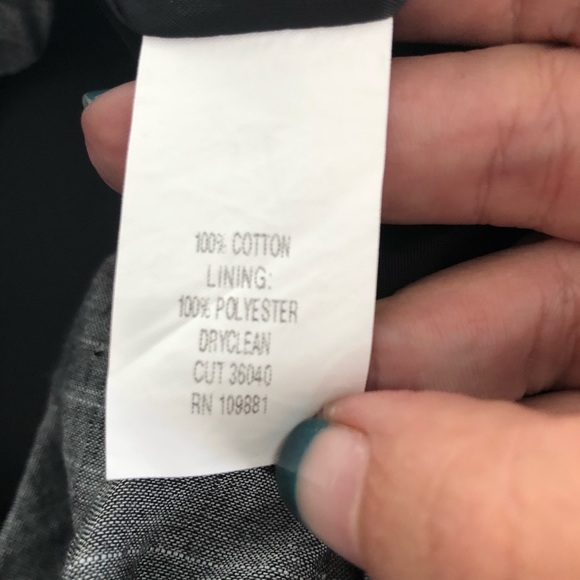 100% COTTON
LINING:
100% POLYESTER
DRYCLEAN
CUT 36040
RN 109881